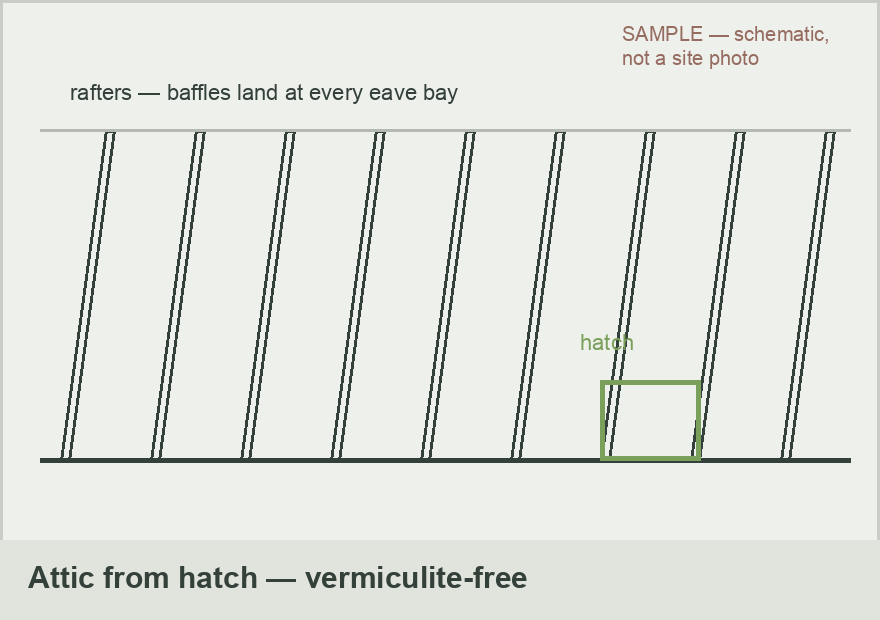 SAMPLE — schematic,
not a site photo
rafters — baffles land at every eave bay
hatch
Attic from hatch — vermiculite-free